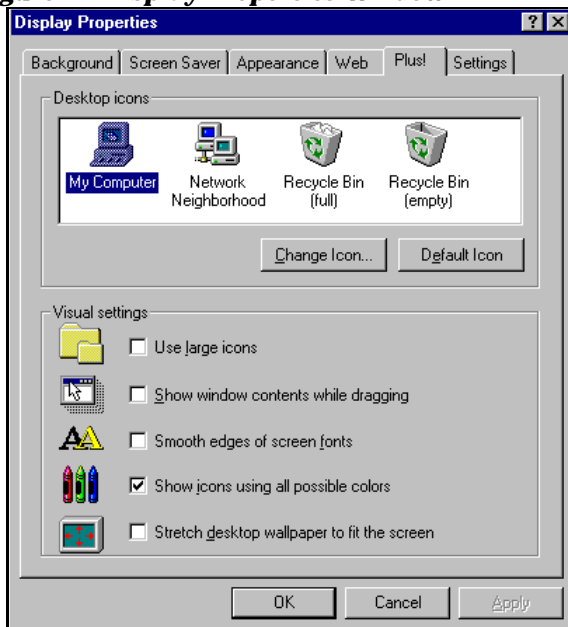 Display Properties
Background Screen Saver Appearance Web Plus! Settings
Desktop icons
My Computer Network Neighborhood Recycle Bin (full) Recycle Bin (empty)
Change Icon... Default Icon
Visual settings
Use large icons
Show window contents while dragging
Smooth edges of screen fonts
Show icons using all possible colors
Stretch desktop wallpaper to fit the screen
OK Cancel Apply